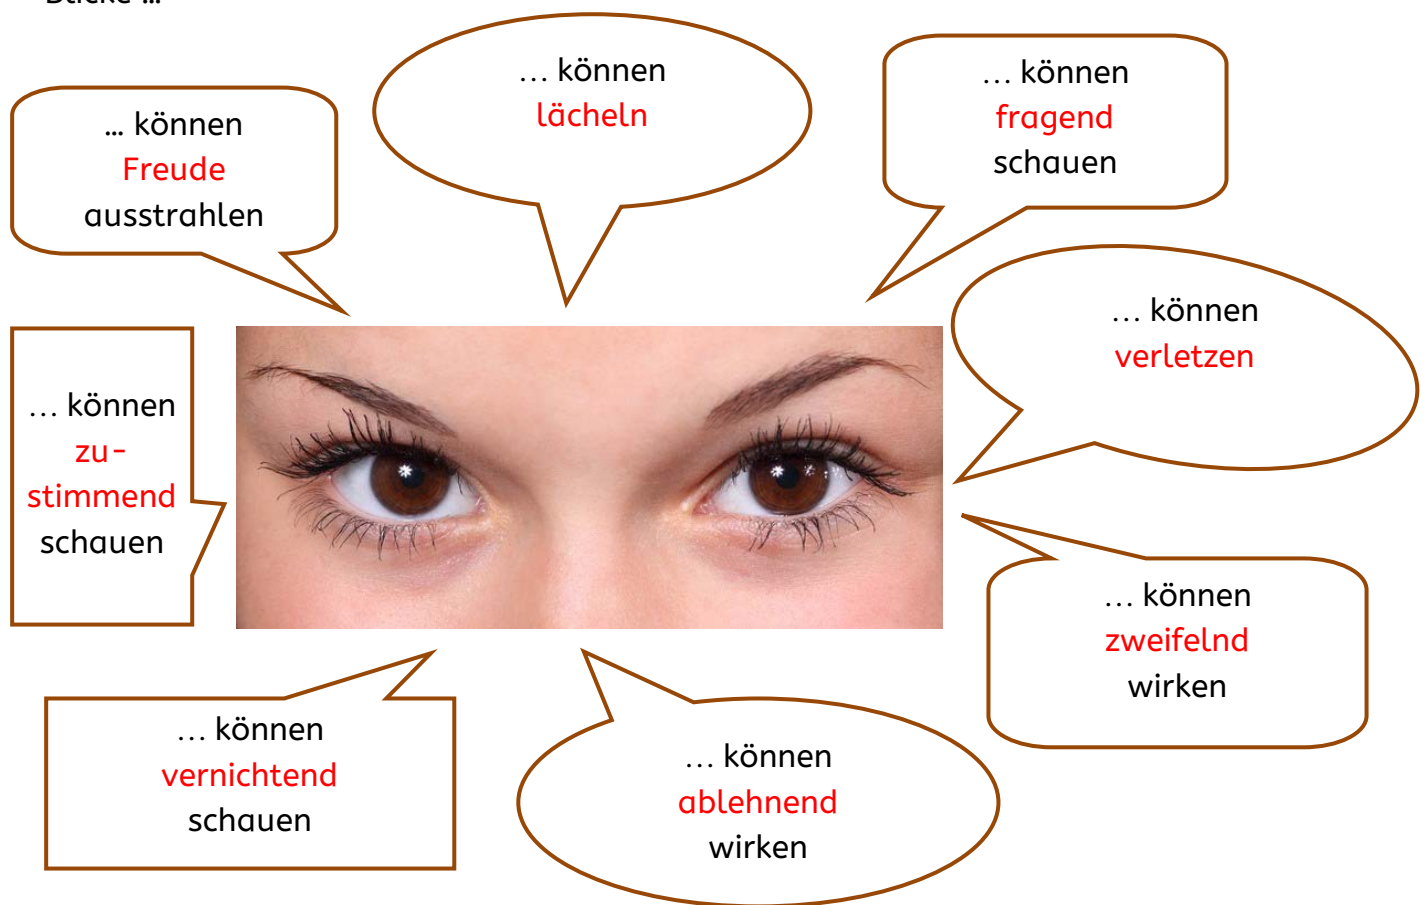 Blicke ...
... können
Freude
ausstrahlen
... können
lächeln
... können
fragend
schauen
... können
verletzen
... können
zu-
stimmend
schauen
... können
zweifelnd
wirken
... können
vernichtend
schauen
... können
ablehnend
wirken